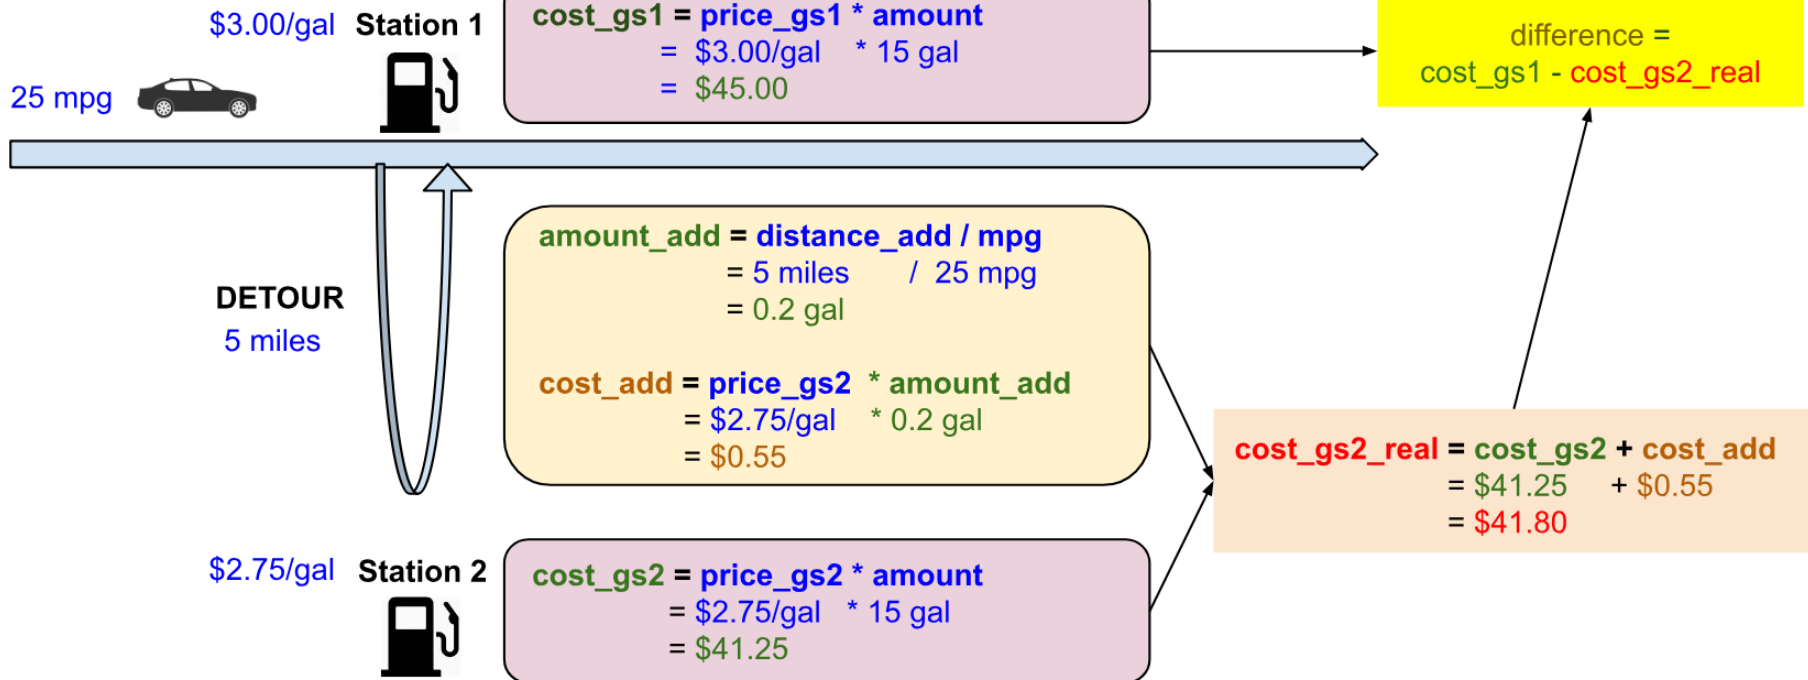 $3.00/gal Station 1
25 mpg
cost_gs1 = price_gs1 * amount
= $3.00/gal * 15 gal
= $45.00
difference =
cost_gs1 - cost_gs2_real
DETOUR
5 miles
amount_add = distance_add / mpg
= 5 miles / 25 mpg
= 0.2 gal
cost_add = price_gs2 * amount_add
= $2.75/gal * 0.2 gal
= $0.55
cost_gs2_real = cost_gs2 + cost_add
= $41.25 + $0.55
= $41.80
$2.75/gal Station 2
cost_gs2 = price_gs2 * amount
= $2.75/gal * 15 gal
= $41.25